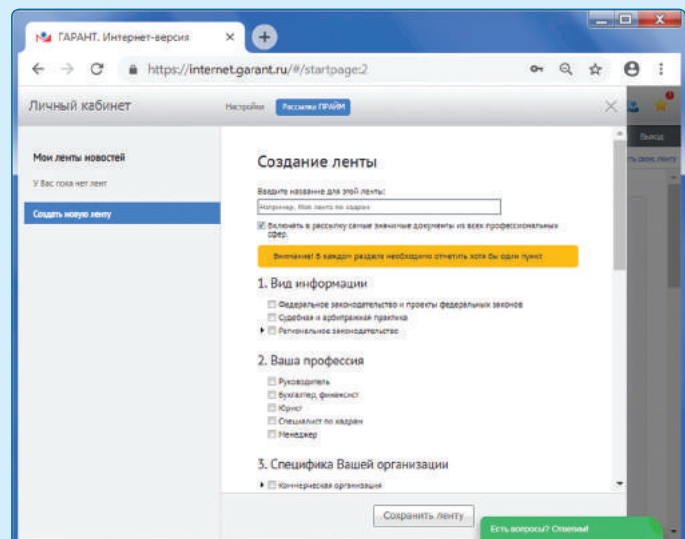 ГАРАНТ. Интернет-версия
https://internet.garant.ru/#/startpage:2
Личный кабинет
Настройки
Рассылки ПРАЙМ
Выход
ть свою ленту
Мои ленты новостей
У Вас пока нет лент
Создать новую ленту
Создание ленты
Введите название для этой ленты:
Например, Моя лента по кадрам
Включать в рассылку самые значимые документы из всех профессиональных
сфер.
Внимание! В каждом разделе необходимо отметить хотя бы один пункт
1. Вид информации
Федеральное законодательство и проекты федеральных законов
Судебная и арбитражная практика
Региональное законодательство
2. Ваша профессия
Руководитель
Бухгалтер, финансист
Юрист
Специалист по кадрам
Менеджер
3. Специфика Вашей организации
Коммерческая организация
Сохранить ленту
Есть вопросы? Ответим!